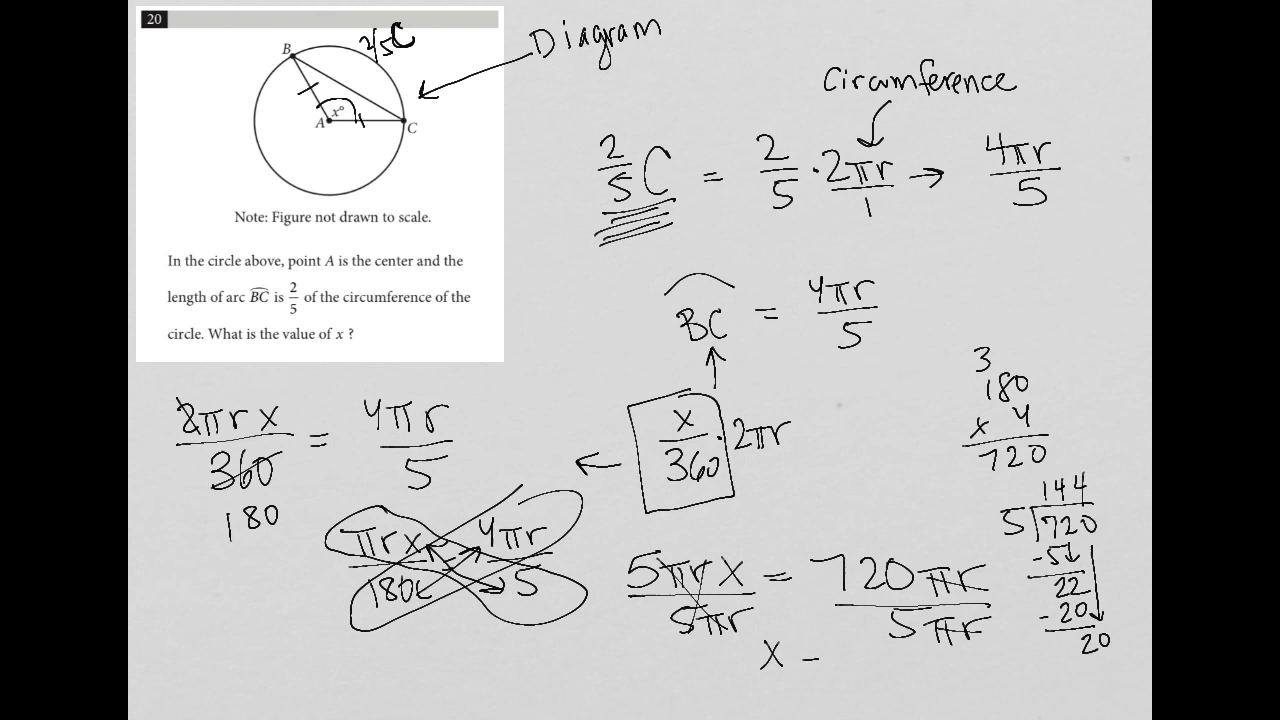 20
B
2/5C
x°
A
C
Diagram
Note: Figure not drawn to scale.
In the circle above, point A is the center and the
length of arc BC is 2/5 of the circumference of the
circle. What is the value of x ?
Circumference
2/5 C = 2/5 · 2πr/1 → 4πr/5
BC = 4πr/5
x/360 · 2πr
2πrx/360 = 4πr/5
180
πrx/180 = 4πr/5
5πrx/5πr = 720πr/5πr
x =
3
180
x 4
720
144
5 720
-5
22
-20
20